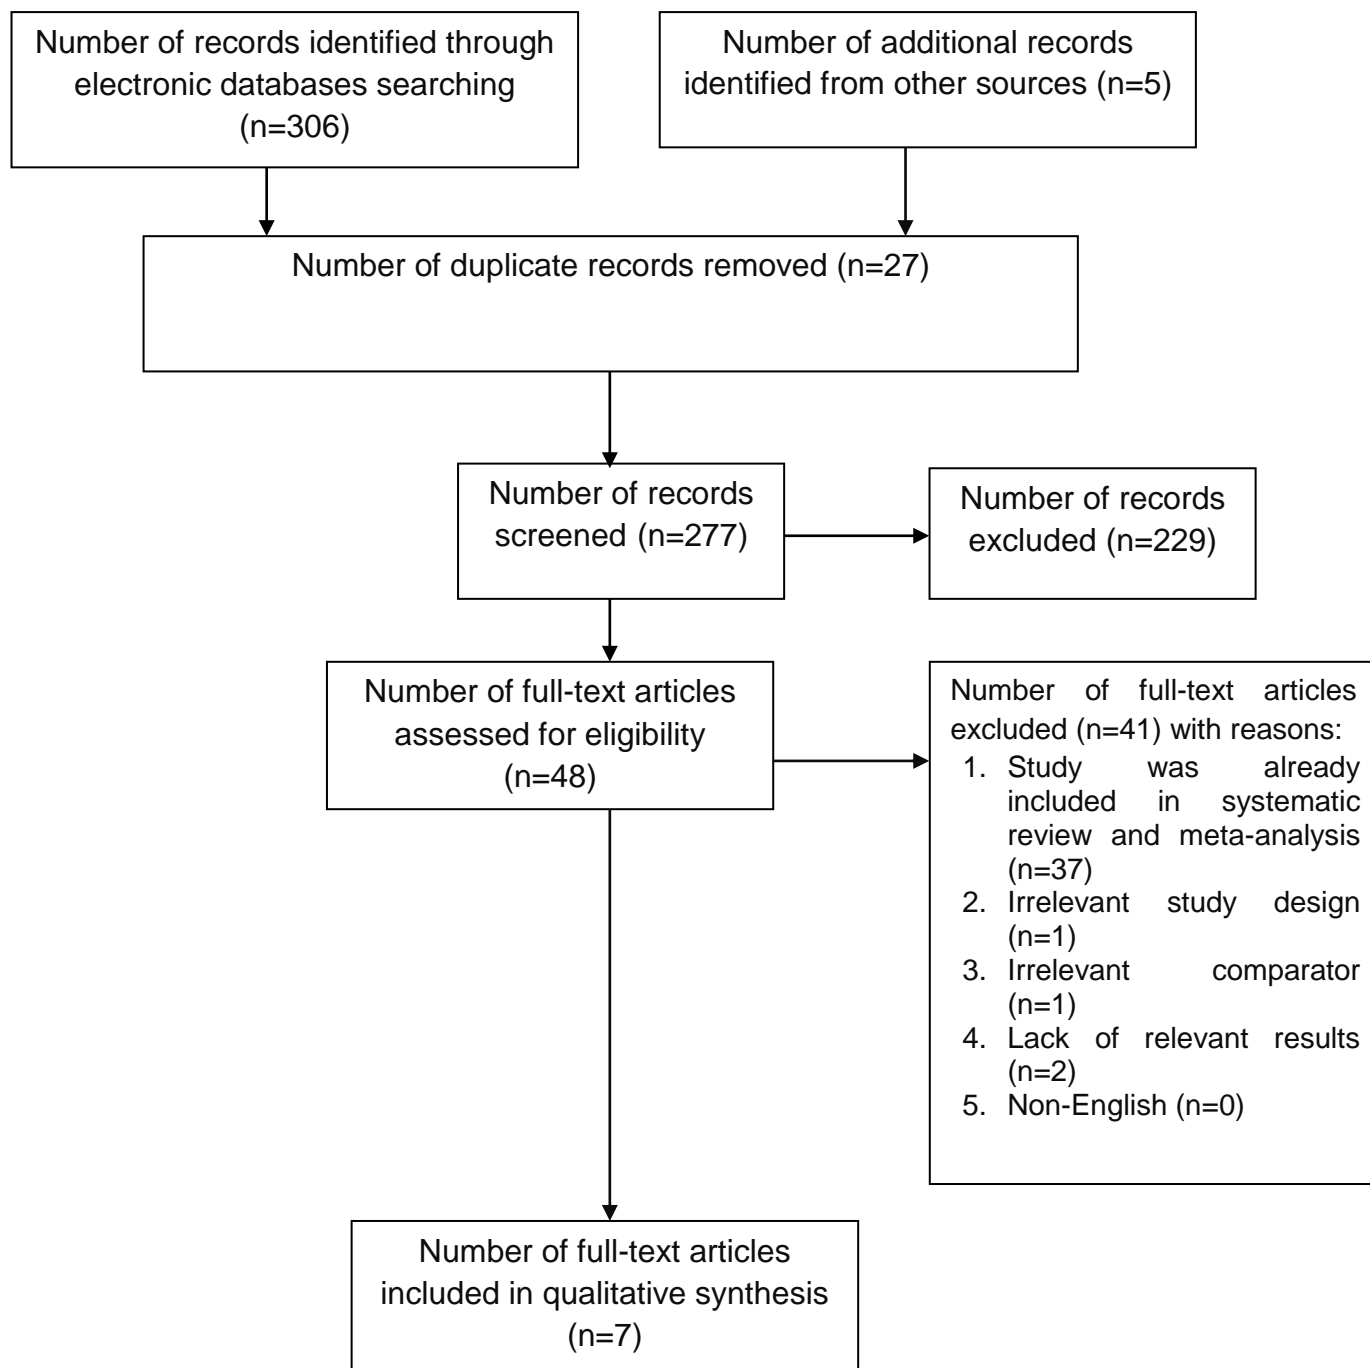 Number of records identified through
electronic databases searching
(n=306)
Number of additional records
identified from other sources (n=5)
Number of duplicate records removed (n=27)
Number of records
screened (n=277)
Number of records
excluded (n=229)
Number of full-text articles
assessed for eligibility
(n=48)
Number of full-text articles
excluded (n=41) with reasons:
1. Study was already
included in systematic
review and meta-analysis
(n=37)
2. Irrelevant study design
(n=1)
3. Irrelevant comparator
(n=1)
4. Lack of relevant results
(n=2)
5. Non-English (n=0)
Number of full-text articles
included in qualitative synthesis
(n=7)